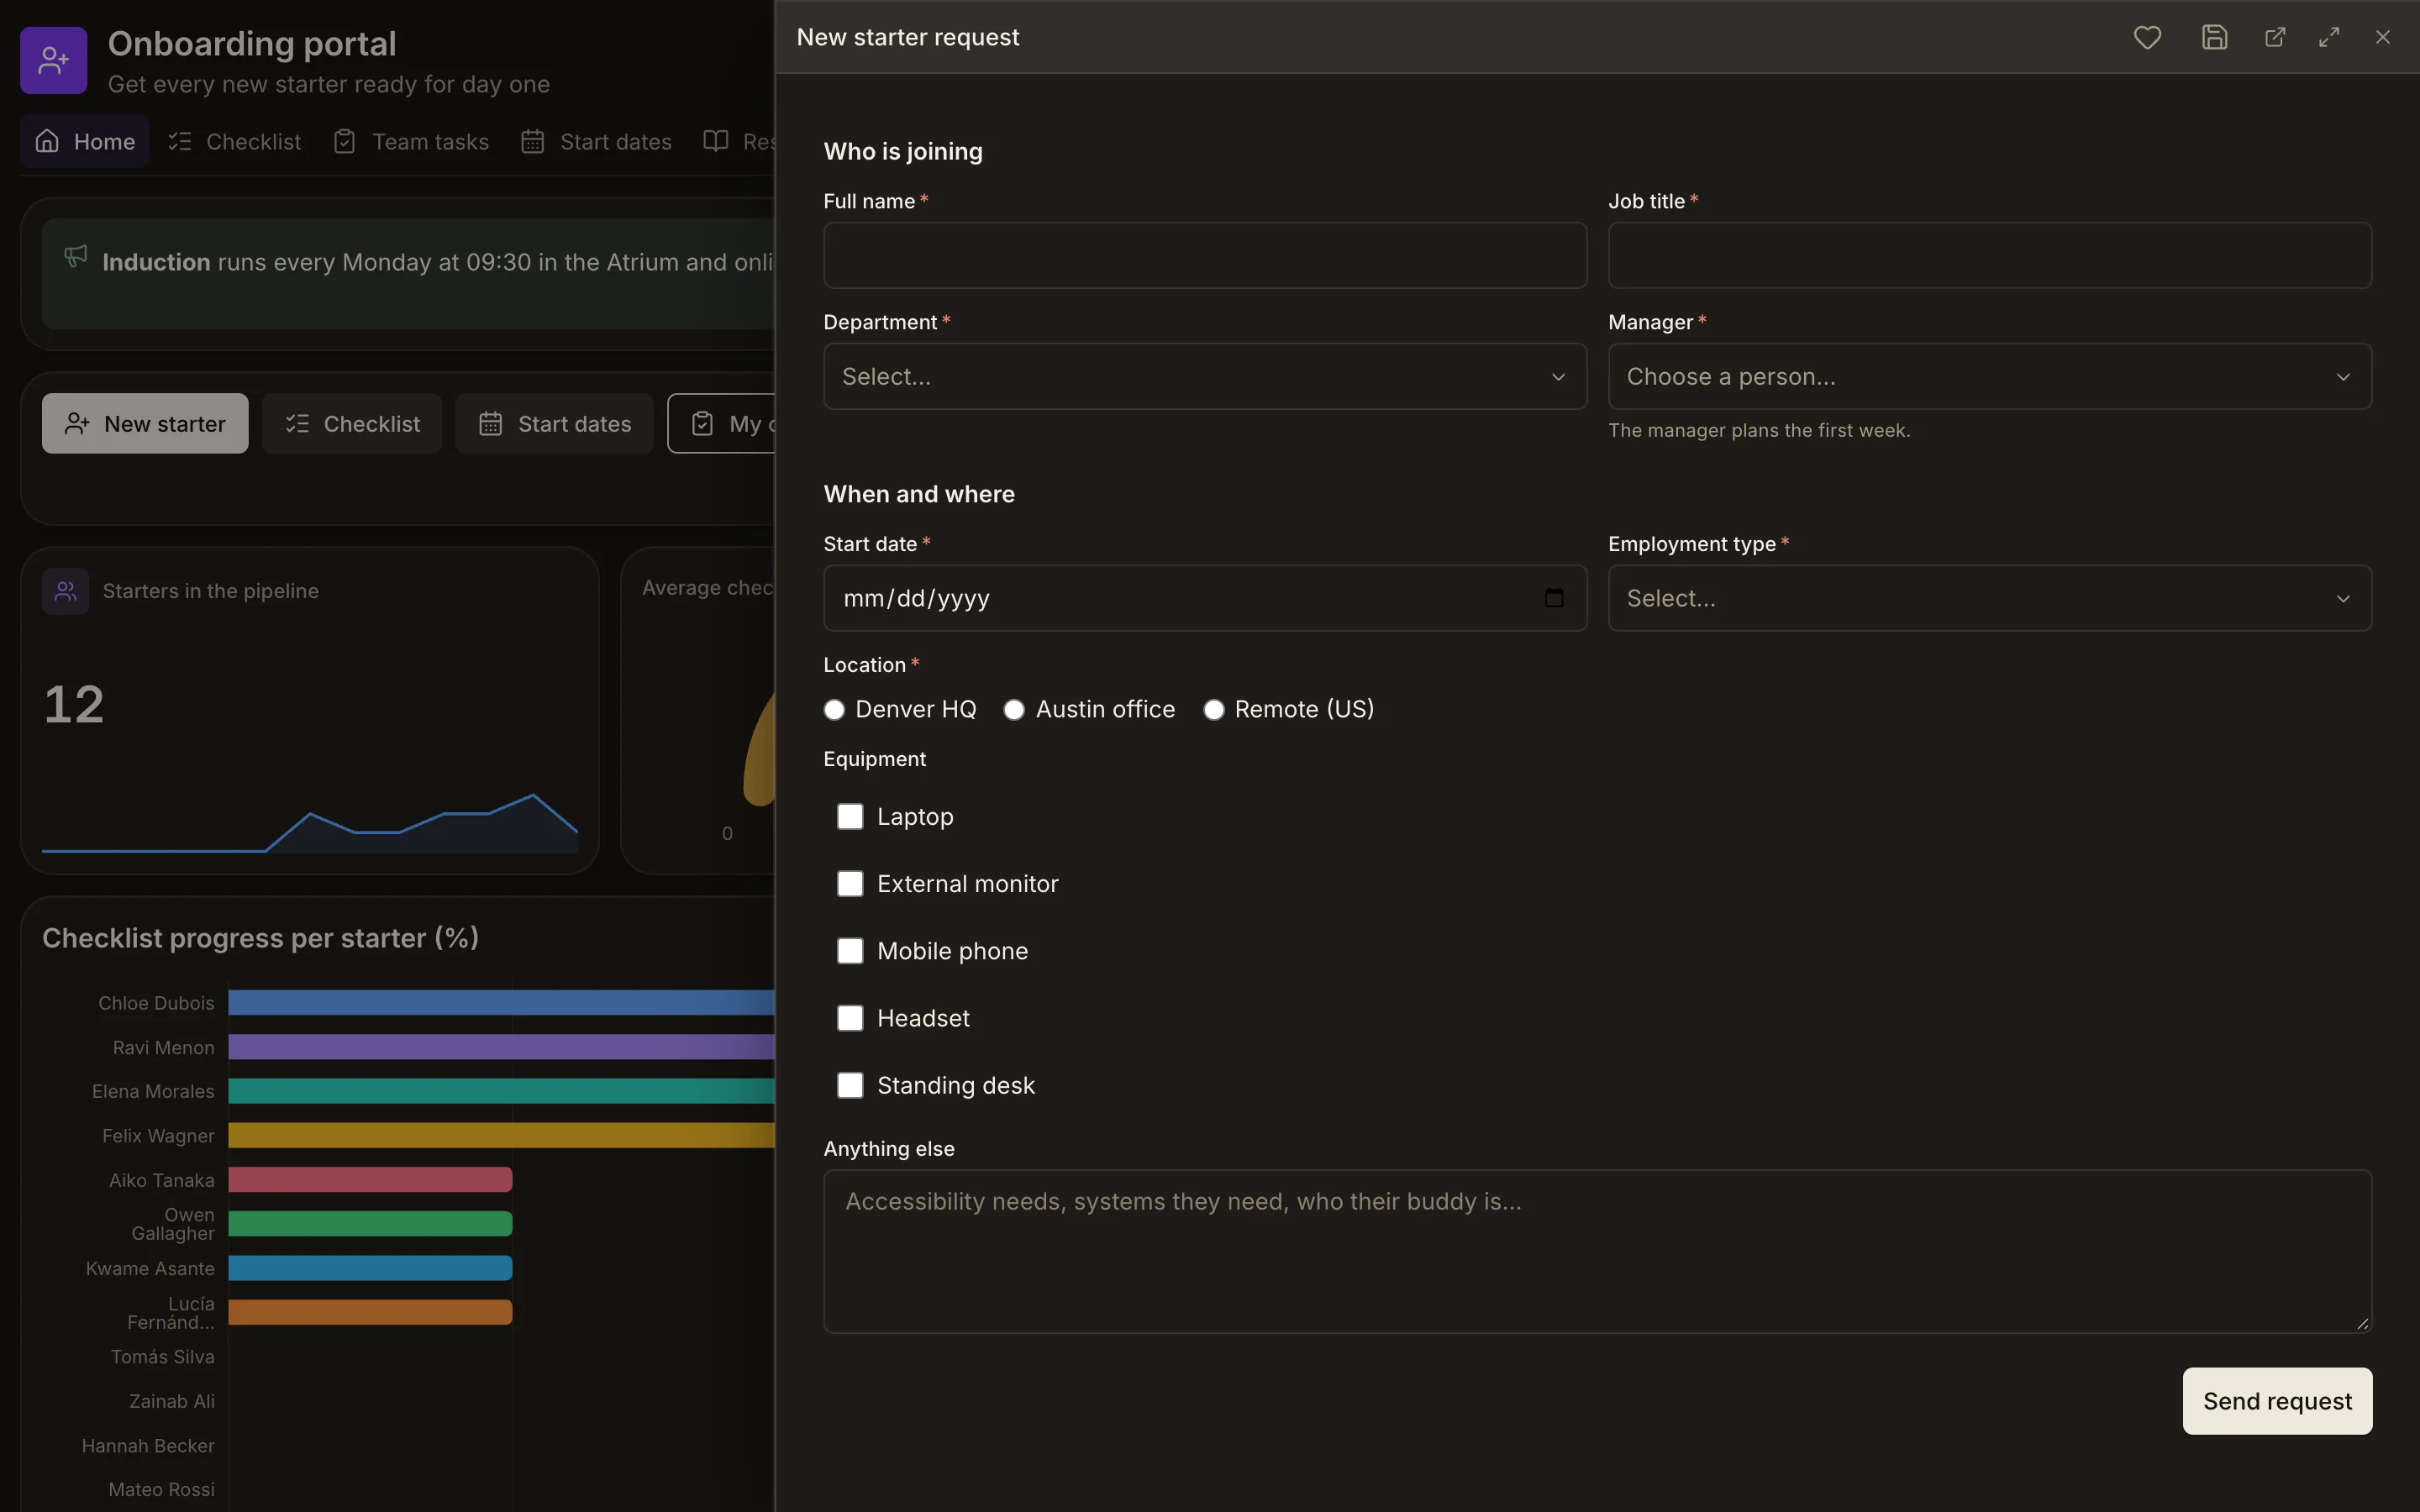 Onboarding portal
Get every new starter ready for day one
Home
Checklist
Team tasks
Start dates
Res
Induction runs every Monday at 09:30 in the Atrium and onli
New starter
Checklist
Start dates
My c
Starters in the pipeline
12
Average chec
0
Checklist progress per starter (%)
Chloe Dubois
Ravi Menon
Elena Morales
Felix Wagner
Aiko Tanaka
Owen
Gallagher
Kwame Asante
Lucía
Fernánd...
Tomás Silva
Zainab Ali
Hannah Becker
Mateo Rossi
New starter request
Who is joining
Full name*
Job title*
Department*
Select...
Manager*
Choose a person...
The manager plans the first week.
When and where
Start date*
mm/dd/yyyy
Employment type*
Select...
Location*
Denver HQ
Austin office
Remote (US)
Equipment
Laptop
External monitor
Mobile phone
Headset
Standing desk
Anything else
Accessibility needs, systems they need, who their buddy is...
Send request